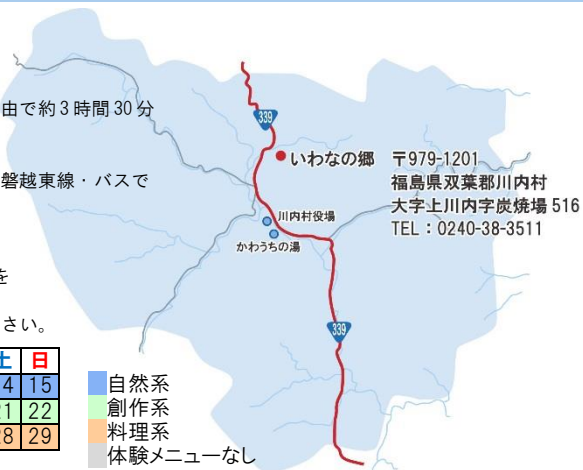 由で約３時間30分
磐越東線・バスで
を
さい。
土 日
4 15
21 22
28 29
自然系
創作系
料理系
体験メニューなし
339
いわなの郷 〒979-1201
福島県双葉郡川内村
大字上川内字炭焼場 516
TEL：0240-38-3511
川内村役場
かわうちの湯
339